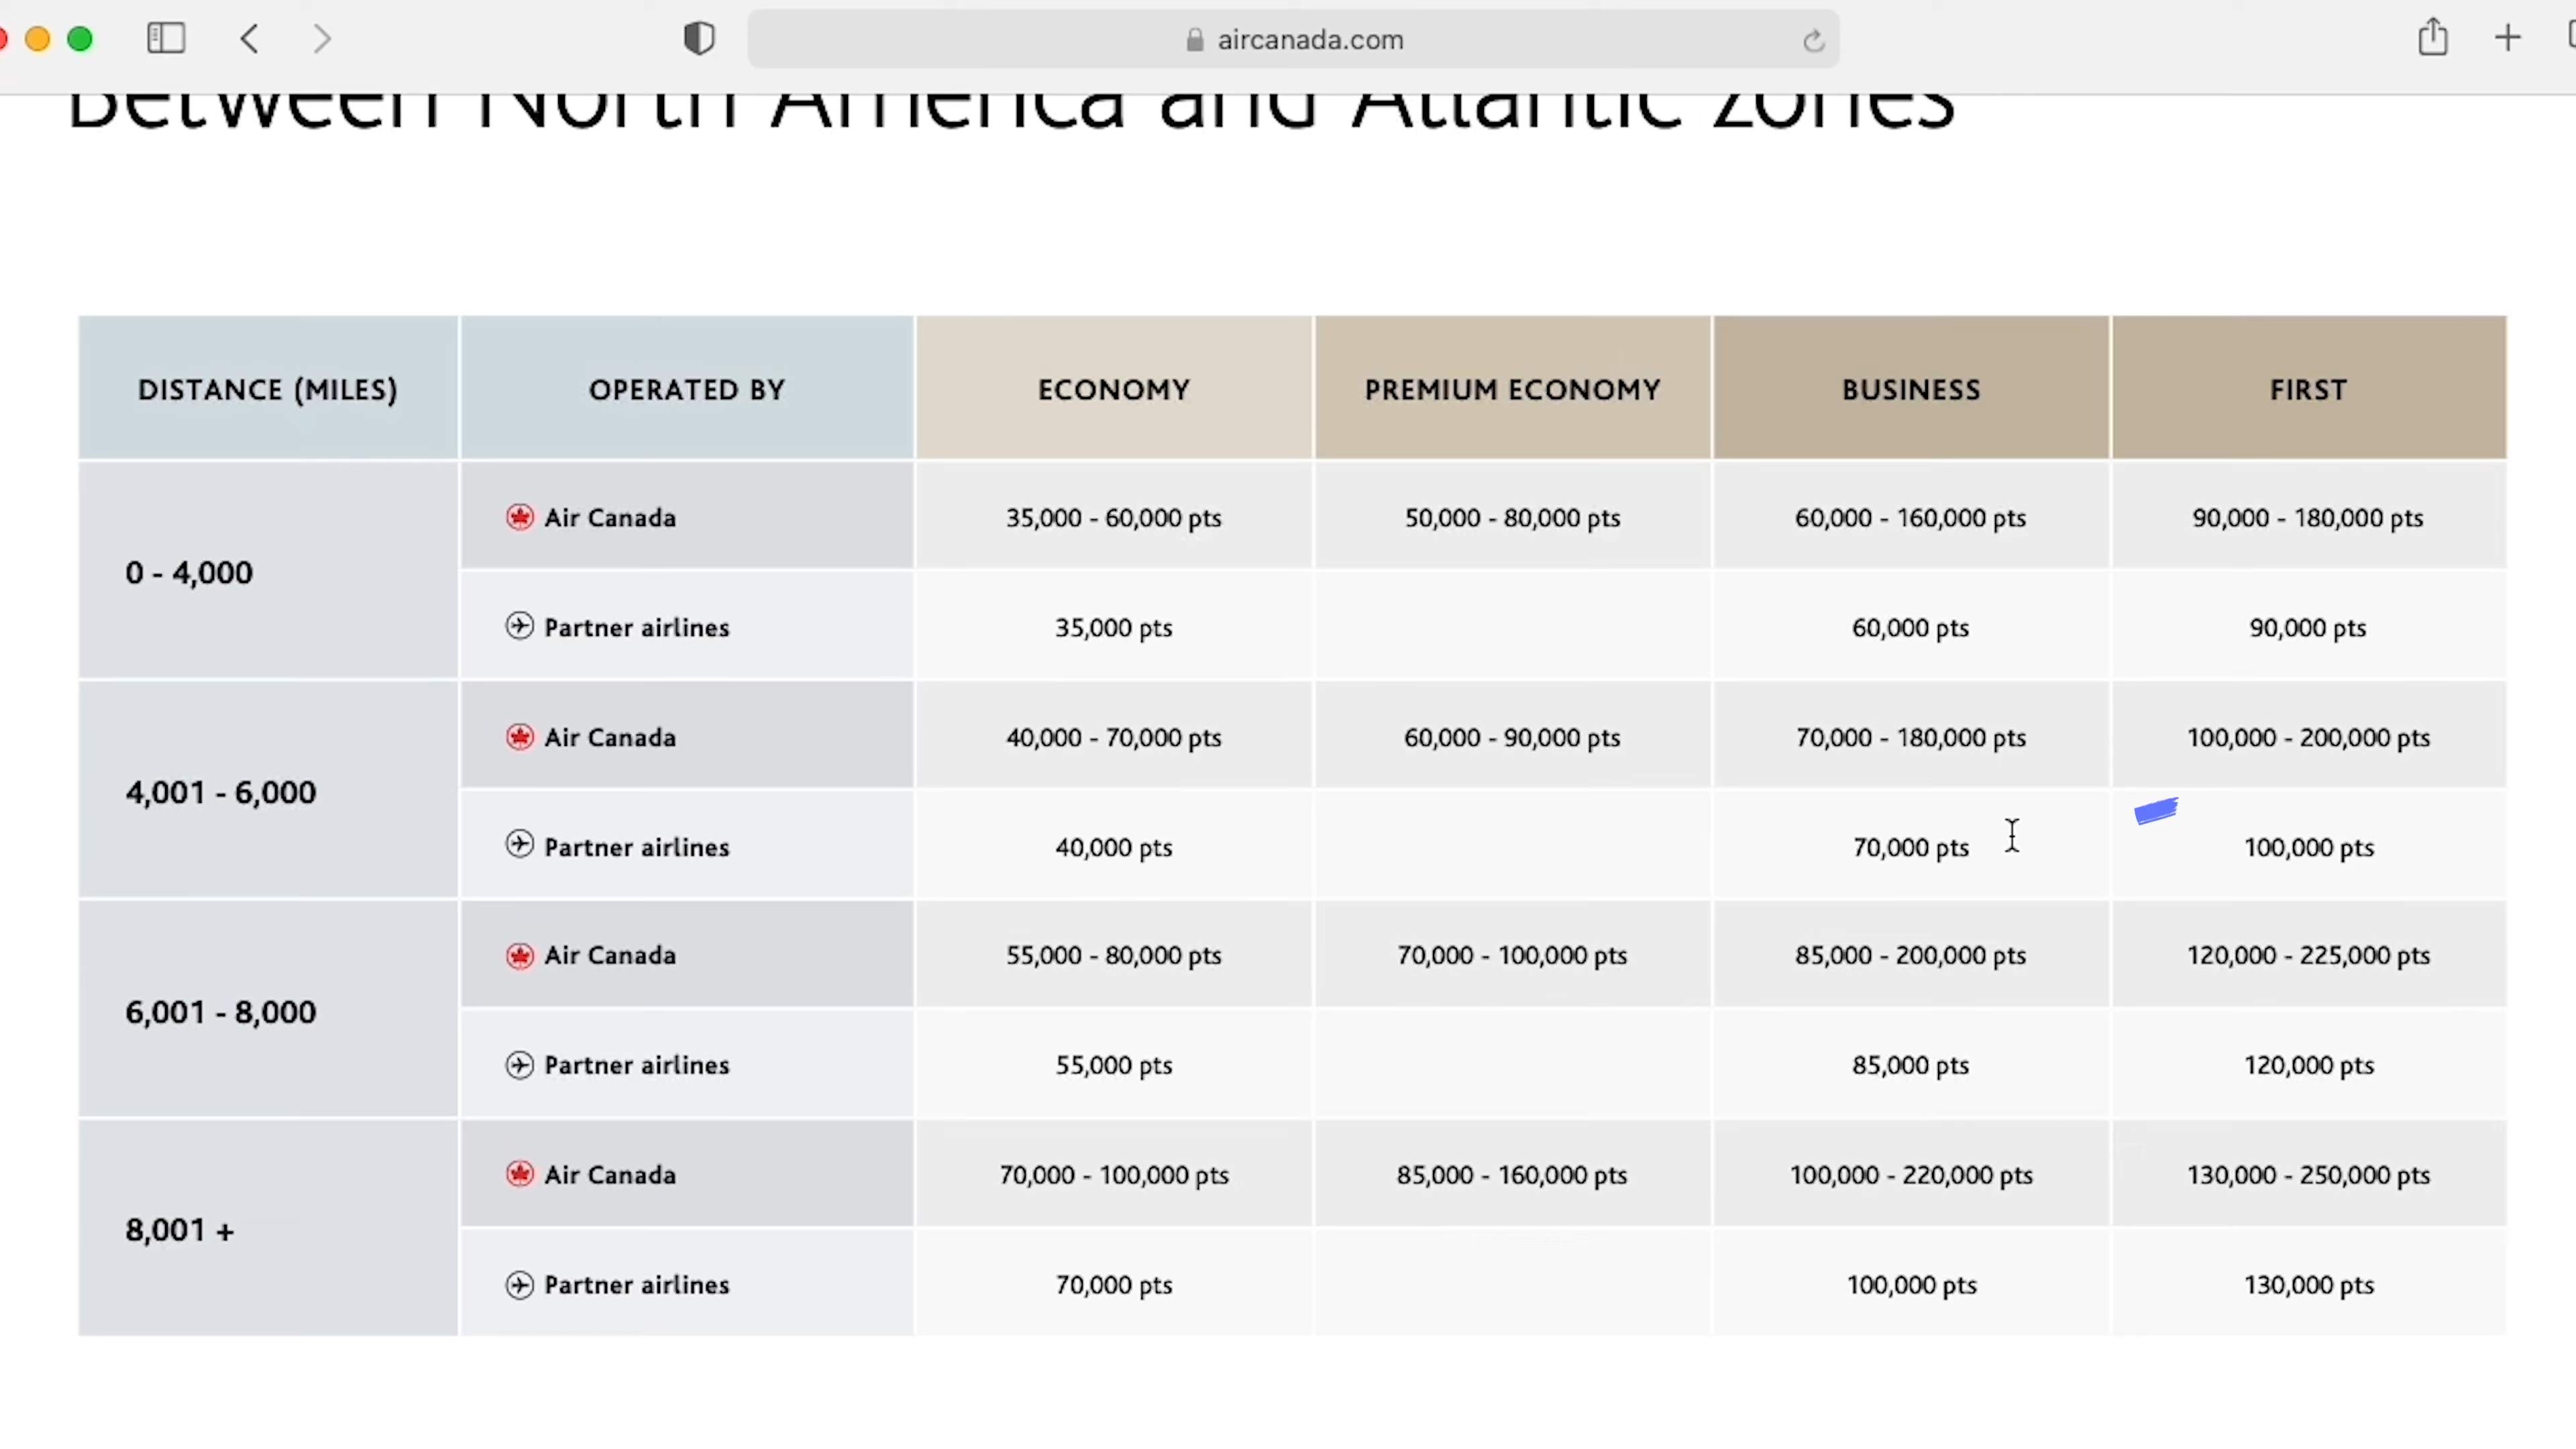 aircanada.com
Between North America and Atlantic zones
DISTANCE (MILES) OPERATED BY ECONOMY PREMIUM ECONOMY BUSINESS FIRST
0 - 4,000
Air Canada 35,000 - 60,000 pts 50,000 - 80,000 pts 60,000 - 160,000 pts 90,000 - 180,000 pts
Partner airlines 35,000 pts 60,000 pts 90,000 pts
4,001 - 6,000
Air Canada 40,000 - 70,000 pts 60,000 - 90,000 pts 70,000 - 180,000 pts 100,000 - 200,000 pts
Partner airlines 40,000 pts 70,000 pts 100,000 pts
6,001 - 8,000
Air Canada 55,000 - 80,000 pts 70,000 - 100,000 pts 85,000 - 200,000 pts 120,000 - 225,000 pts
Partner airlines 55,000 pts 85,000 pts 120,000 pts
8,001 +
Air Canada 70,000 - 100,000 pts 85,000 - 160,000 pts 100,000 - 220,000 pts 130,000 - 250,000 pts
Partner airlines 70,000 pts 100,000 pts 130,000 pts